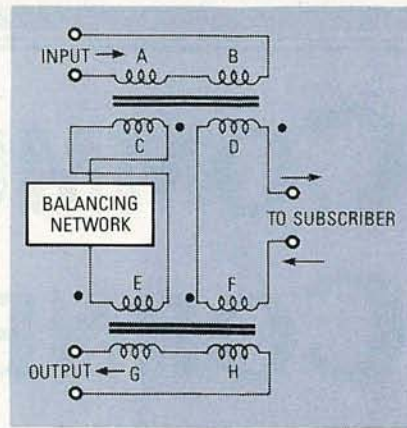 INPUT
A
B
C
D
BALANCING
NETWORK
TO SUBSCRIBER
E
F
OUTPUT
G
H